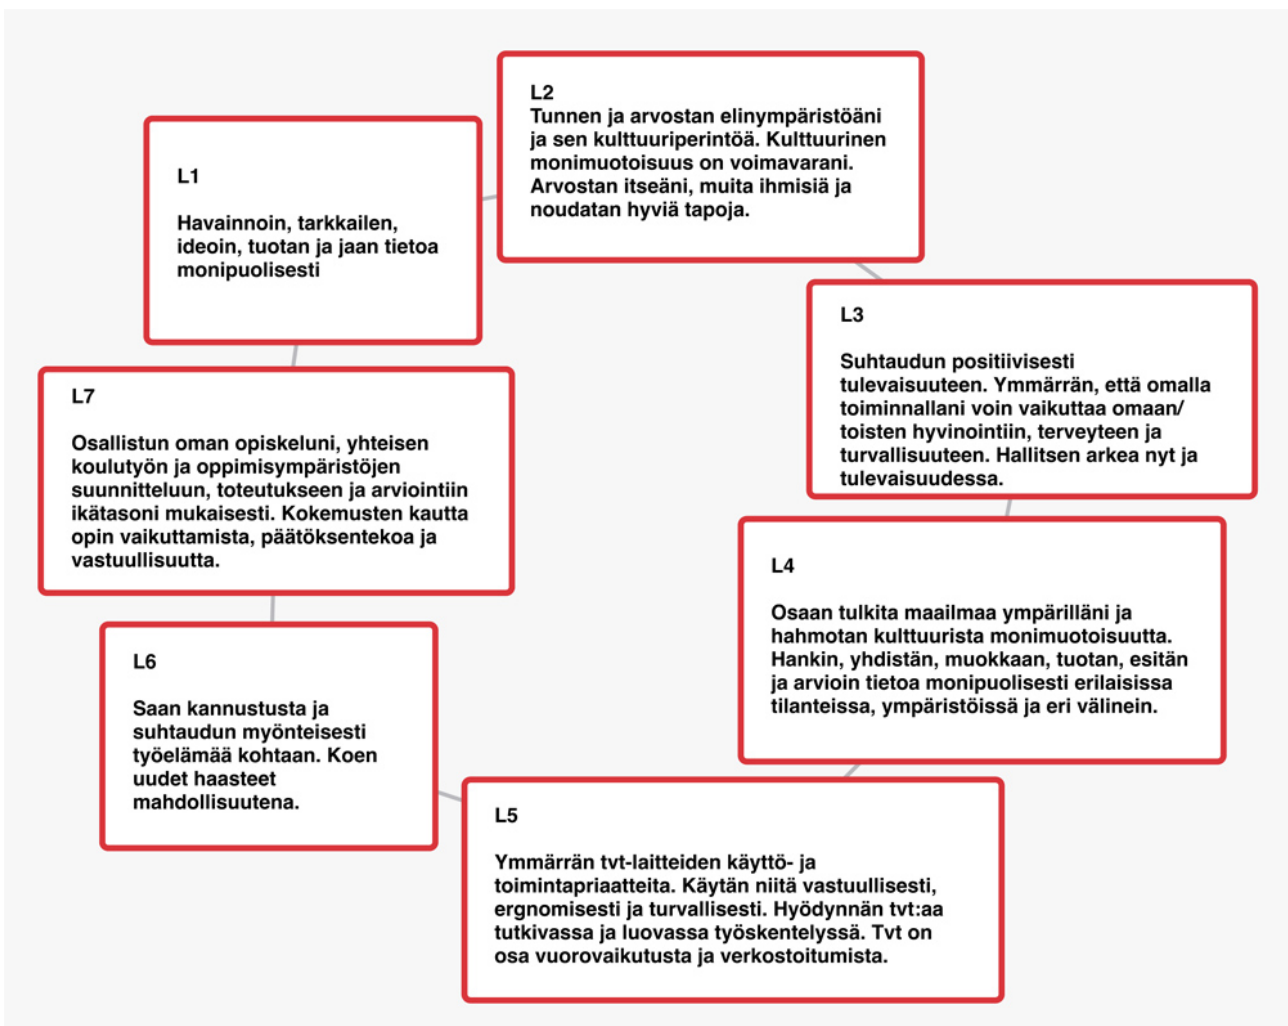 L1
Havainnoin, tarkkailen,
ideoin, tuotan ja jaan tietoa
monipuolisesti
L2
Tunnen ja arvostan elinympäristöäni
ja sen kulttuuriperintöä. Kulttuurinen
monimuotoisuus on voimavarani.
Arvostan itseäni, muita ihmisiä ja
noudatan hyviä tapoja.
L3
Suhtaudun positiivisesti
tulevaisuuteen. Ymmärrän, että omalla
toiminnallani voin vaikuttaa omaan/
toisten hyvinointiin, terveyteen ja
turvallisuuteen. Hallitsen arkea nyt ja
tulevaisuudessa.
L4
Osaan tulkita maailmaa ympärilläni ja
hahmotan kulttuurista monimuotoisuutta.
Hankin, yhdistän, muokkaan, tuotan, esitän
ja arvioin tietoa monipuolisesti erilaisissa
tilanteissa, ympäristöissä ja eri välinein.
L5
Ymmärrän tvt-laitteiden käyttö- ja
toimintapriaatteita. Käytän niitä vastuullisesti,
ergnomisesti ja turvallisesti. Hyödynnän tvt:aa
tutkivassa ja luovassa työskentelyssä. Tvt on
osa vuorovaikutusta ja verkostoitumista.
L6
Saan kannustusta ja
suhtaudun myönteisesti
työelämää kohtaan. Koen
uudet haasteet
mahdollisuutena.
L7
Osallistun oman opiskeluni, yhteisen
koulutyön ja oppimisympäristöjen
suunnitteluun, toteutukseen ja arviointiin
ikätasoni mukaisesti. Kokemusten kautta
opin vaikuttamista, päätöksentekoa ja
vastuullisuutta.